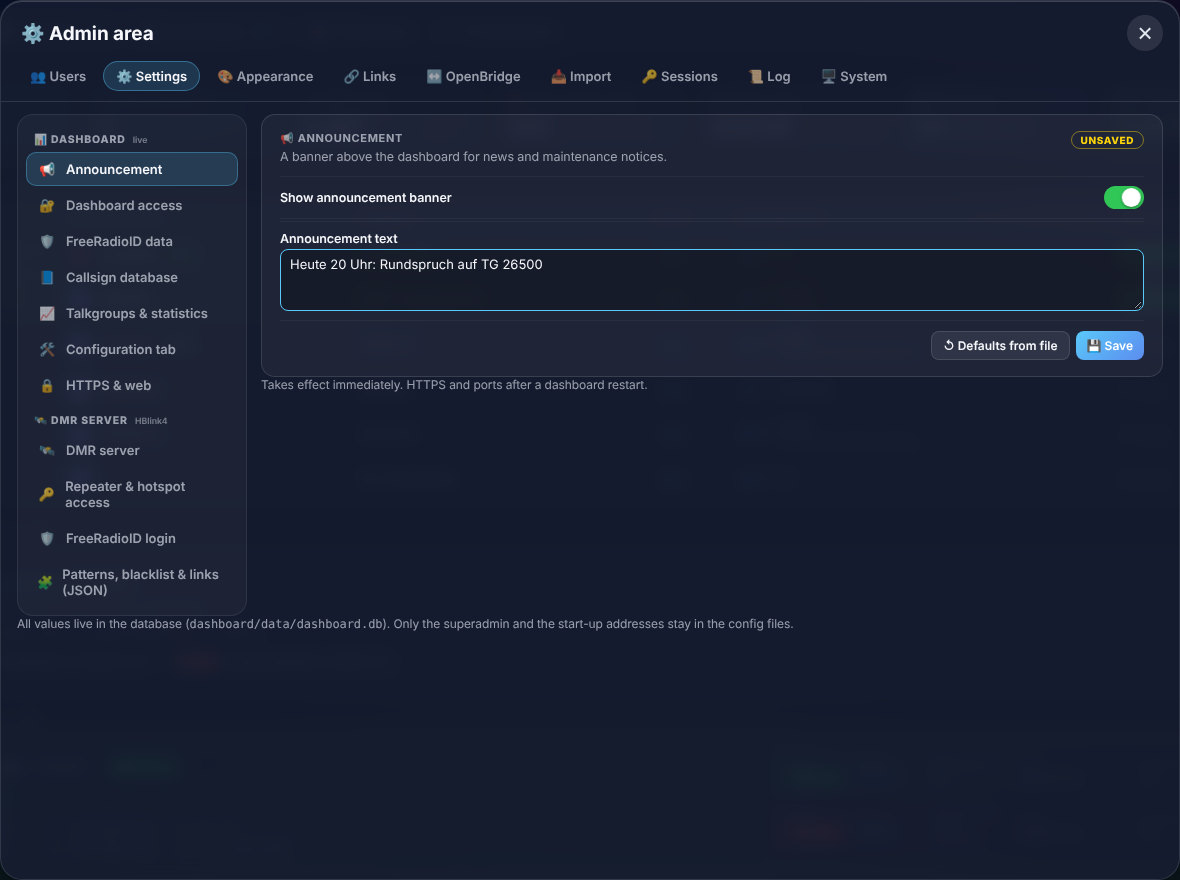 Admin area
Users
Settings
Appearance
Links
OpenBridge
Import
Sessions
Log
System
DASHBOARD live
Announcement
Dashboard access
FreeRadioID data
Callsign database
Talkgroups & statistics
Configuration tab
HTTPS & web
DMR SERVER HBlink4
DMR server
Repeater & hotspot
access
FreeRadioID login
Patterns, blacklist & links
(JSON)
ANNOUNCEMENT
UNSAVED
A banner above the dashboard for news and maintenance notices.
Show announcement banner
Announcement text
Heute 20 Uhr: Rundspruch auf TG 26500
Defaults from file
Save
Takes effect immediately. HTTPS and ports after a dashboard restart.
All values live in the database (dashboard/data/dashboard.db). Only the superadmin and the start-up addresses stay in the config files.